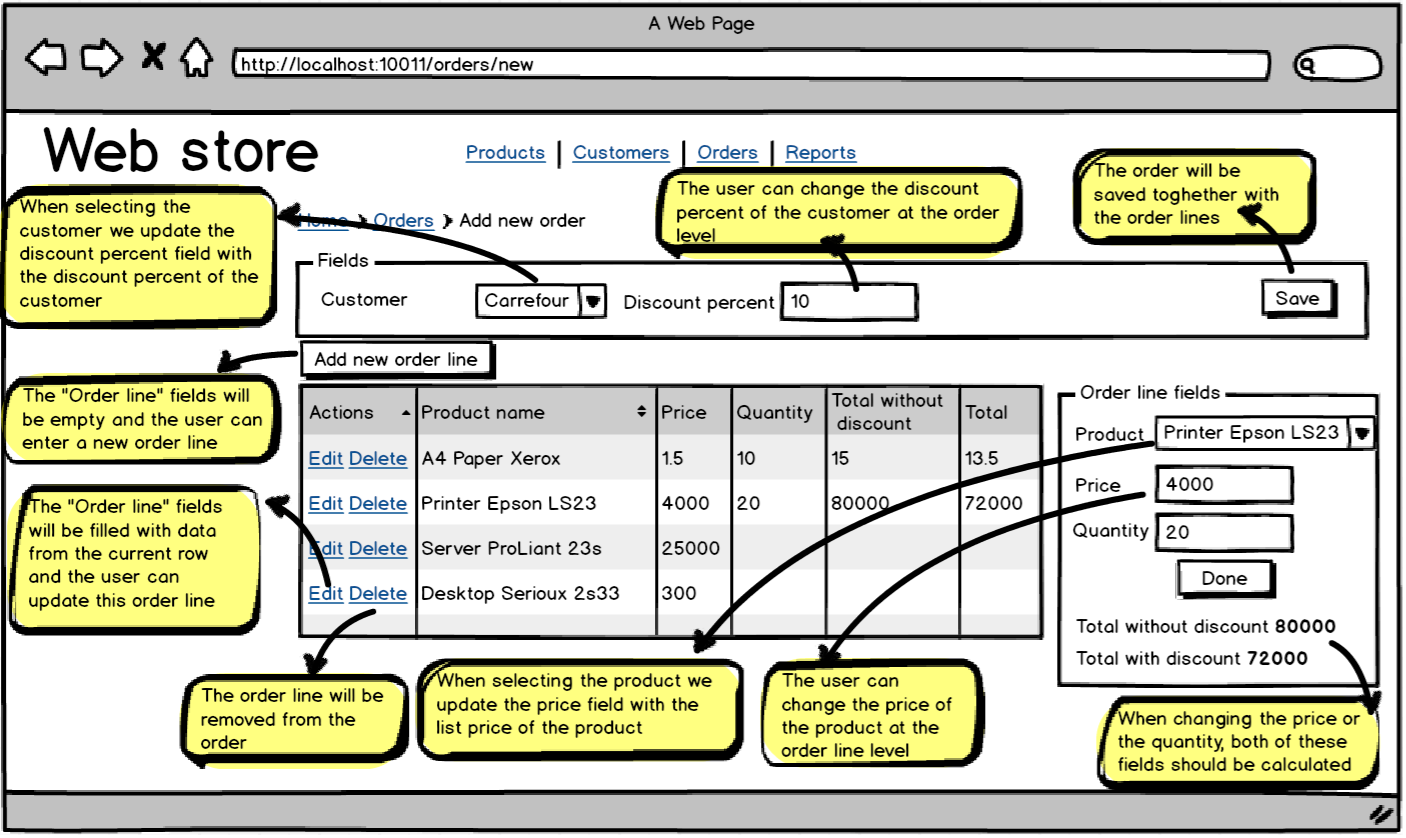 A Web Page
http://localhost:10011/orders/new
Web store
Products | Customers | Orders | Reports
When selecting the
customer we update the
discount percent field with
the discount percent of the
customer
Home Orders Add new order
The user can change the discount
percent of the customer at the order
level
The order will be
saved toghether with
the order lines
Fields
Customer Carrefour Discount percent 10 Save
Add new order line
The "Order line" fields will
be empty and the user can
enter a new order line
The "Order line" fields
will be filled with data
from the current row
and the user can
update this order line
Actions Product name Price Quantity Total without discount Total
Edit Delete A4 Paper Xerox 1.5 10 15 13.5
Edit Delete Printer Epson LS23 4000 20 80000 72000
Edit Delete Server ProLiant 23s 25000
Edit Delete Desktop Serioux 2s33 300
Order line fields
Product Printer Epson LS23
Price 4000
Quantity 20
Done
Total without discount 80000
Total with discount 72000
The order line will be
removed from the
order
When selecting the product we
update the price field with the
list price of the product
The user can
change the price of
the product at the
order line level
When changing the price or
the quantity, both of these
fields should be calculated